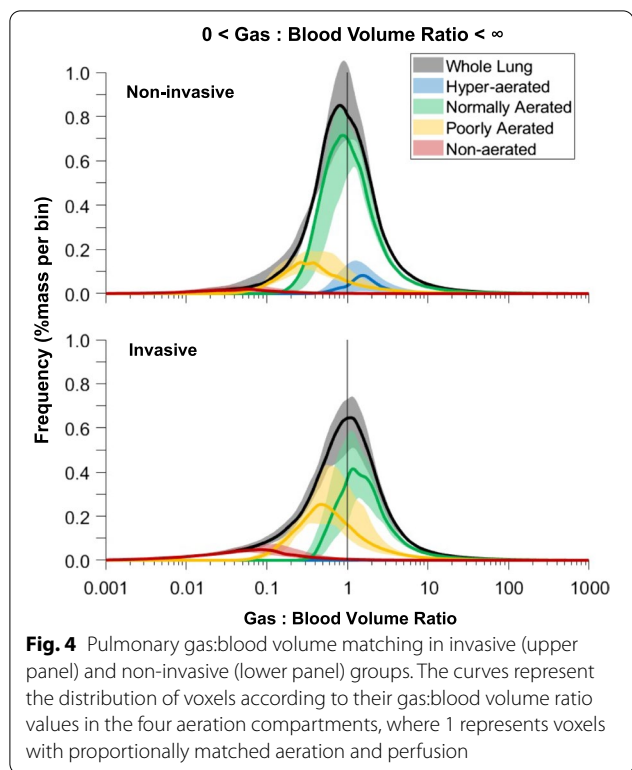 0 < Gas : Blood Volume Ratio < ∞
Whole Lung
Hyper-aerated
Normally Aerated
Poorly Aerated
Non-aerated
Non-invasive
1.0
0.8
0.6
0.4
0.2
0.0
Frequency (%mass per bin)
Invasive
1.0
0.8
0.6
0.4
0.2
0.0
0.001 0.01 0.1 1 10 100 1000
Gas : Blood Volume Ratio
Fig. 4 Pulmonary gas:blood volume matching in invasive (upper
panel) and non-invasive (lower panel) groups. The curves represent
the distribution of voxels according to their gas:blood volume ratio
values in the four aeration compartments, where 1 represents voxels
with proportionally matched aeration and perfusion